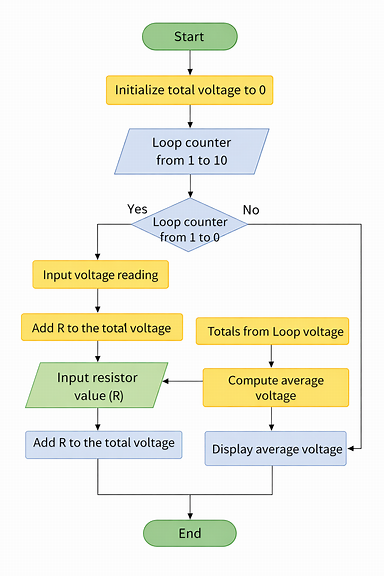 Start
Initialize total voltage to 0
Loop counter
from 1 to 10
Yes
No
Loop counter
from 1 to 0
Input voltage reading
Add R to the total voltage
Totals from Loop voltage
Input resistor
value (R)
Compute average
voltage
Add R to the total voltage
Display average voltage
End